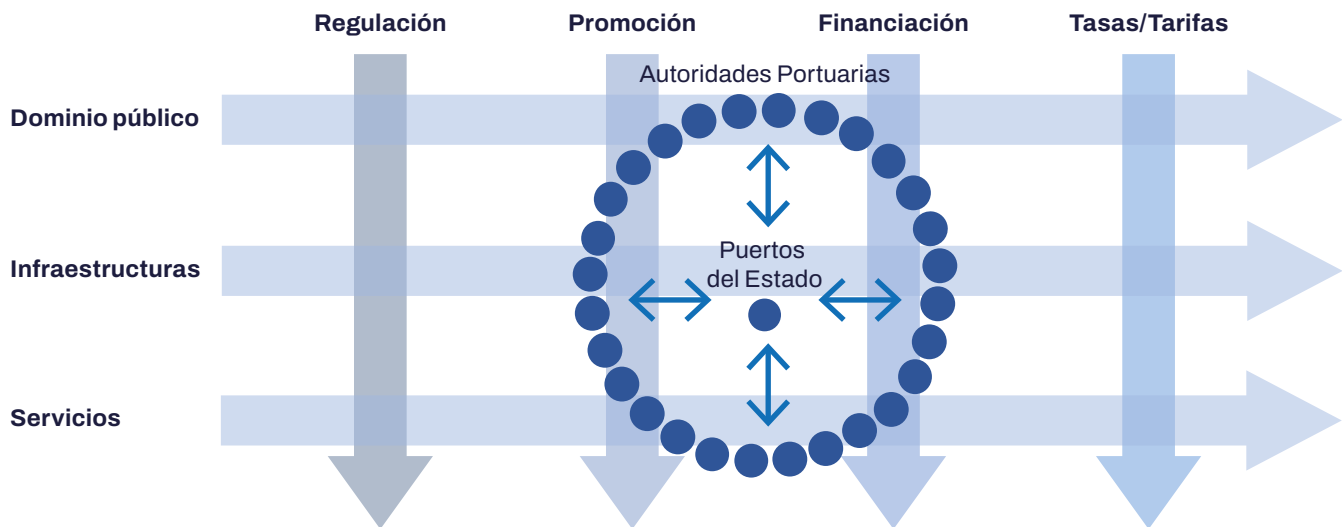 Regulación
Promoción
Financiación
Tasas/Tarifas
Autoridades Portuarias
Dominio público
Puertos
del Estado
Infraestructuras
Servicios